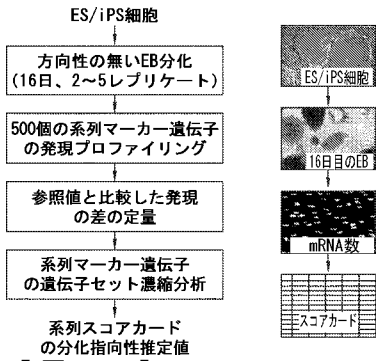 ES/iPS細胞
方向性の無いEB分化
(16日、2〜5レプリケート)
500個の系列マーカー遺伝子
の発現プロファイリング
参照値と比較した発現
の差の定量
系列マーカー遺伝子
の遺伝子セット濃縮分析
系列スコアカード
の分化指向性推定値
ES/iPS細胞
16日目のEB
mRNA数
スコアカード